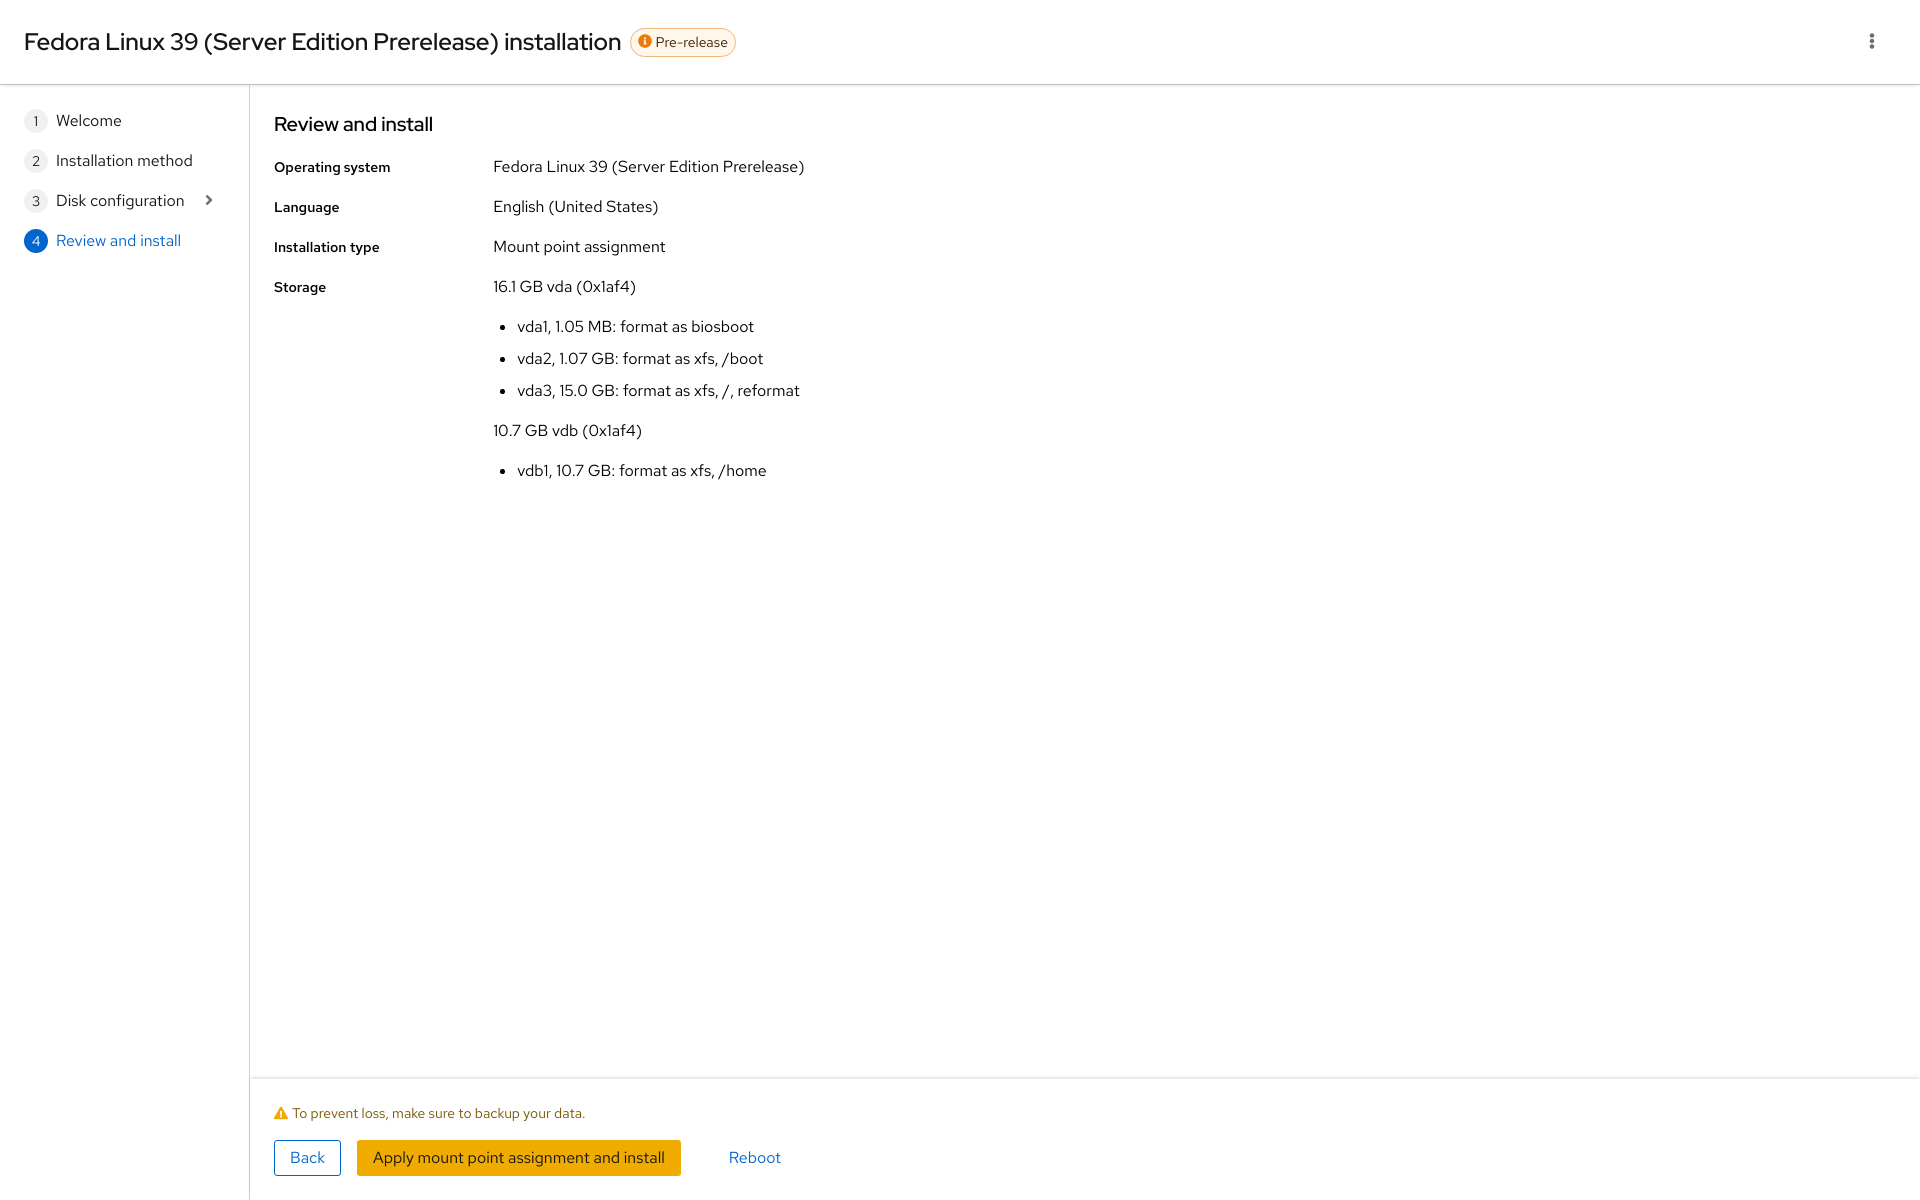 Fedora Linux 39 (Server Edition Prerelease) installation
Pre-release
1 Welcome
2 Installation method
3 Disk configuration
4 Review and install
Review and install
Operating system Fedora Linux 39 (Server Edition Prerelease)
Language English (United States)
Installation type Mount point assignment
Storage 16.1 GB vda (0x1af4)
• vda1, 1.05 MB: format as biosboot
• vda2, 1.07 GB: format as xfs, /boot
• vda3, 15.0 GB: format as xfs, /, reformat
10.7 GB vdb (0x1af4)
• vdb1, 10.7 GB: format as xfs, /home
To prevent loss, make sure to backup your data.
Back
Apply mount point assignment and install
Reboot